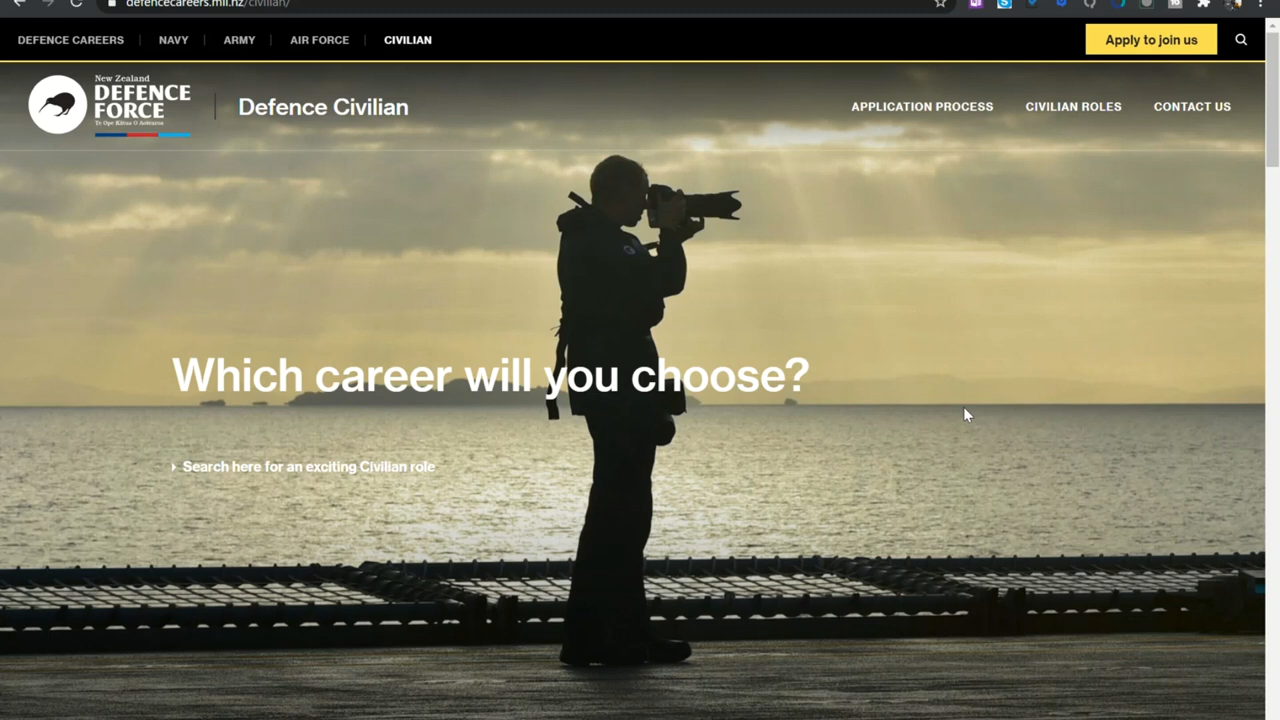 defencecareers.mil.nz/civilian/
DEFENCE CAREERS
NAVY
ARMY
AIR FORCE
CIVILIAN
Apply to join us
New Zealand
DEFENCE
FORCE
Te Ope Kātua O Aotearoa
Defence Civilian
APPLICATION PROCESS
CIVILIAN ROLES
CONTACT US
Which career will you choose?
Search here for an exciting Civilian role